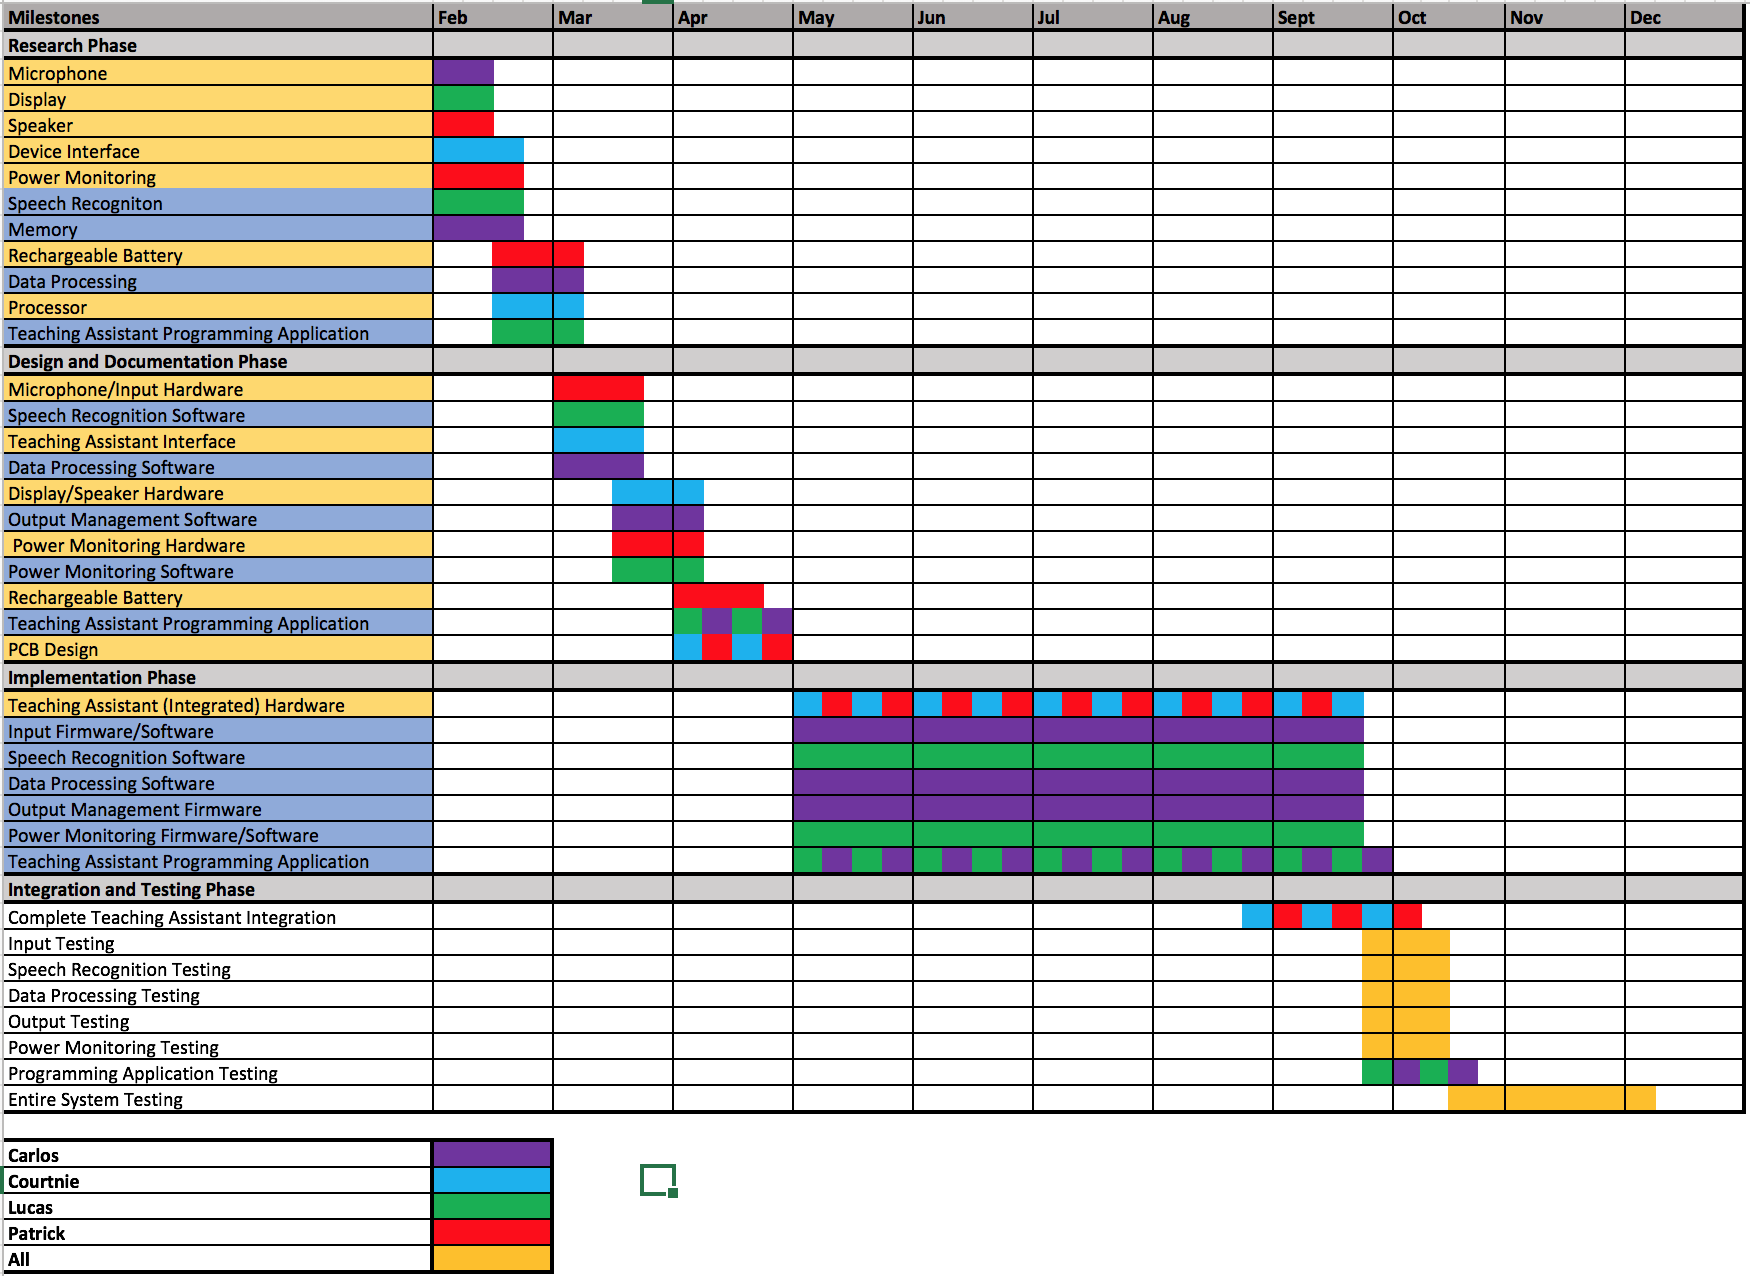 Milestones Feb Mar Apr May Jun Jul Aug Sept Oct Nov Dec
Research Phase
Microphone
Display
Speaker
Device Interface
Power Monitoring
Speech Recogniton
Memory
Rechargeable Battery
Data Processing
Processor
Teaching Assistant Programming Application
Design and Documentation Phase
Microphone/Input Hardware
Speech Recognition Software
Teaching Assistant Interface
Data Processing Software
Display/Speaker Hardware
Output Management Software
Power Monitoring Hardware
Power Monitoring Software
Rechargeable Battery
Teaching Assistant Programming Application
PCB Design
Implementation Phase
Teaching Assistant (Integrated) Hardware
Input Firmware/Software
Speech Recognition Software
Data Processing Software
Output Management Firmware
Power Monitoring Firmware/Software
Teaching Assistant Programming Application
Integration and Testing Phase
Complete Teaching Assistant Integration
Input Testing
Speech Recognition Testing
Data Processing Testing
Output Testing
Power Monitoring Testing
Programming Application Testing
Entire System Testing
Carlos
Courtnie
Lucas
Patrick
All